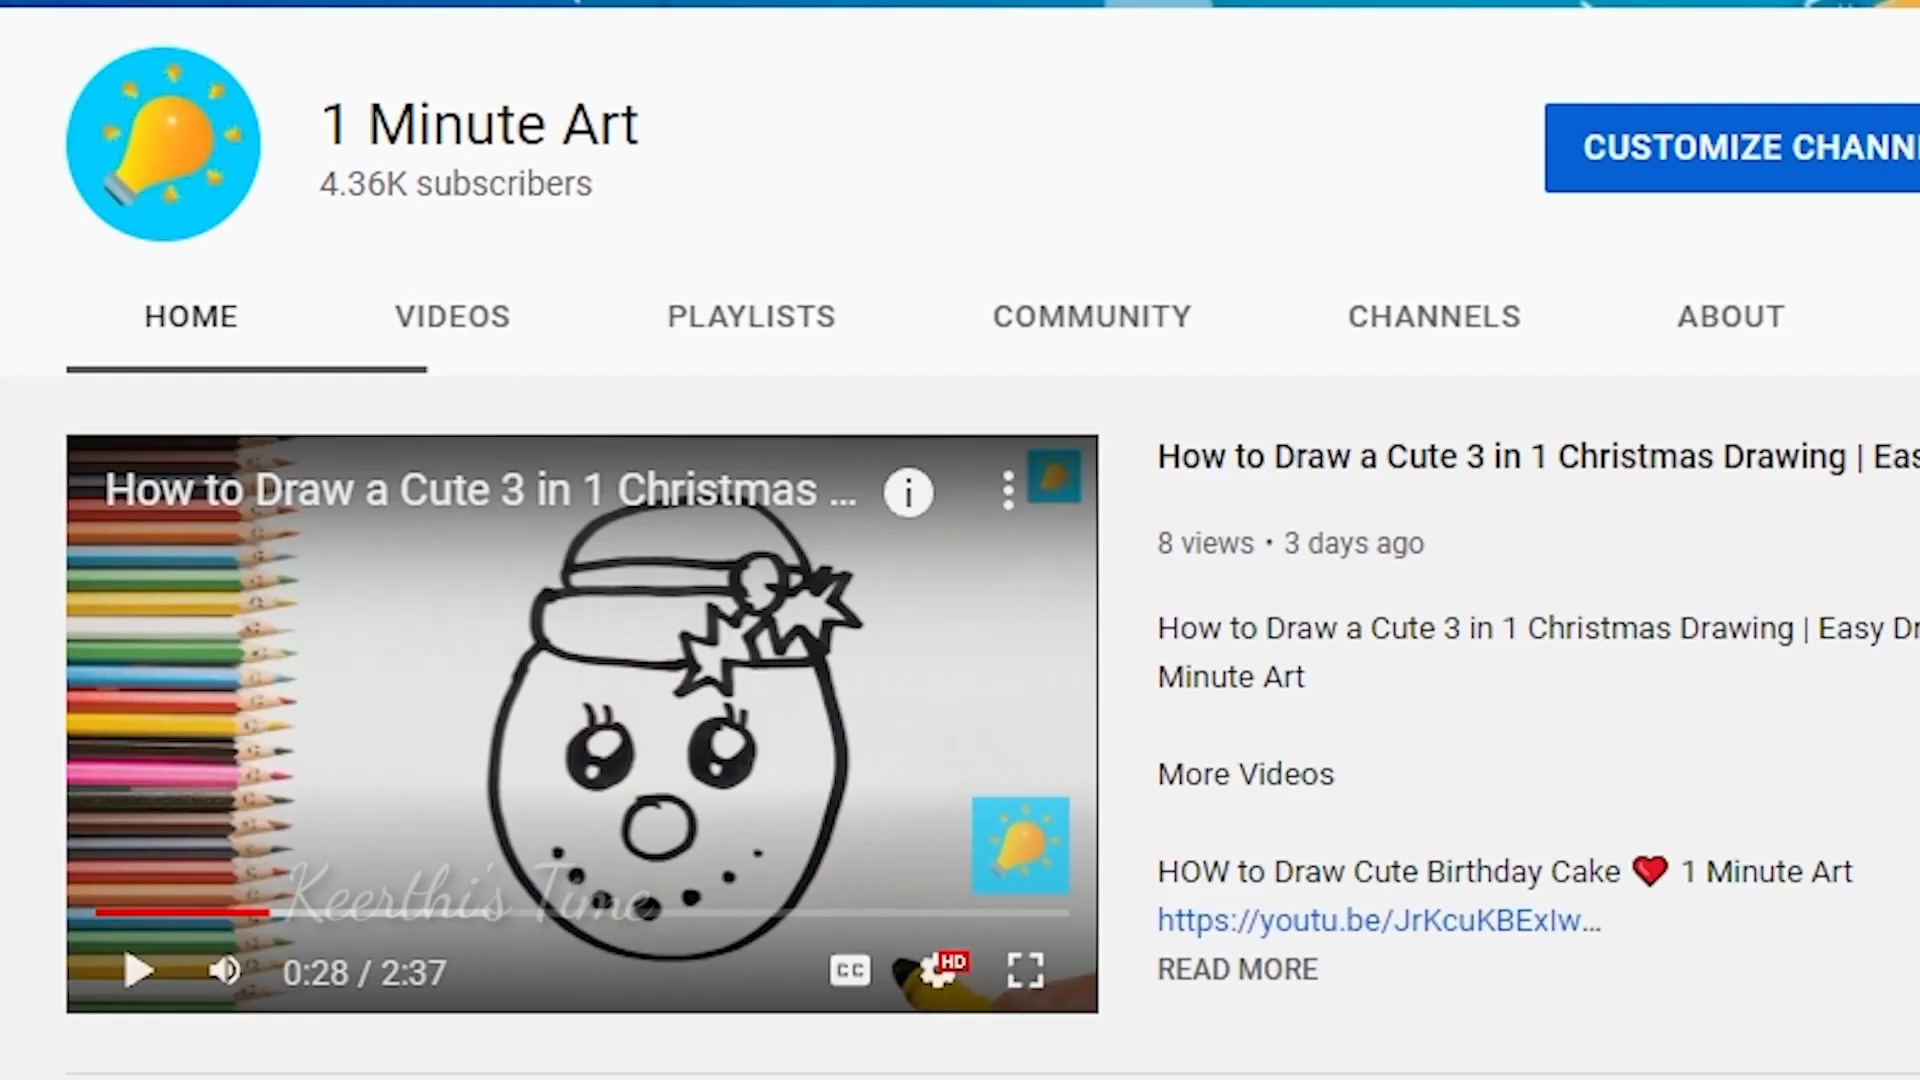 1 Minute Art
4.36K subscribers
CUSTOMIZE CHANN
HOME VIDEOS PLAYLISTS COMMUNITY CHANNELS ABOUT
How to Draw a Cute 3 in 1 Christmas ...
Keerthi's Time
0:28 / 2:37
CC
HD
How to Draw a Cute 3 in 1 Christmas Drawing | Eas
8 views • 3 days ago
How to Draw a Cute 3 in 1 Christmas Drawing | Easy Dr
Minute Art
More Videos
HOW to Draw Cute Birthday Cake ❤️ 1 Minute Art
https://youtu.be/JrKcuKBExIw...
READ MORE